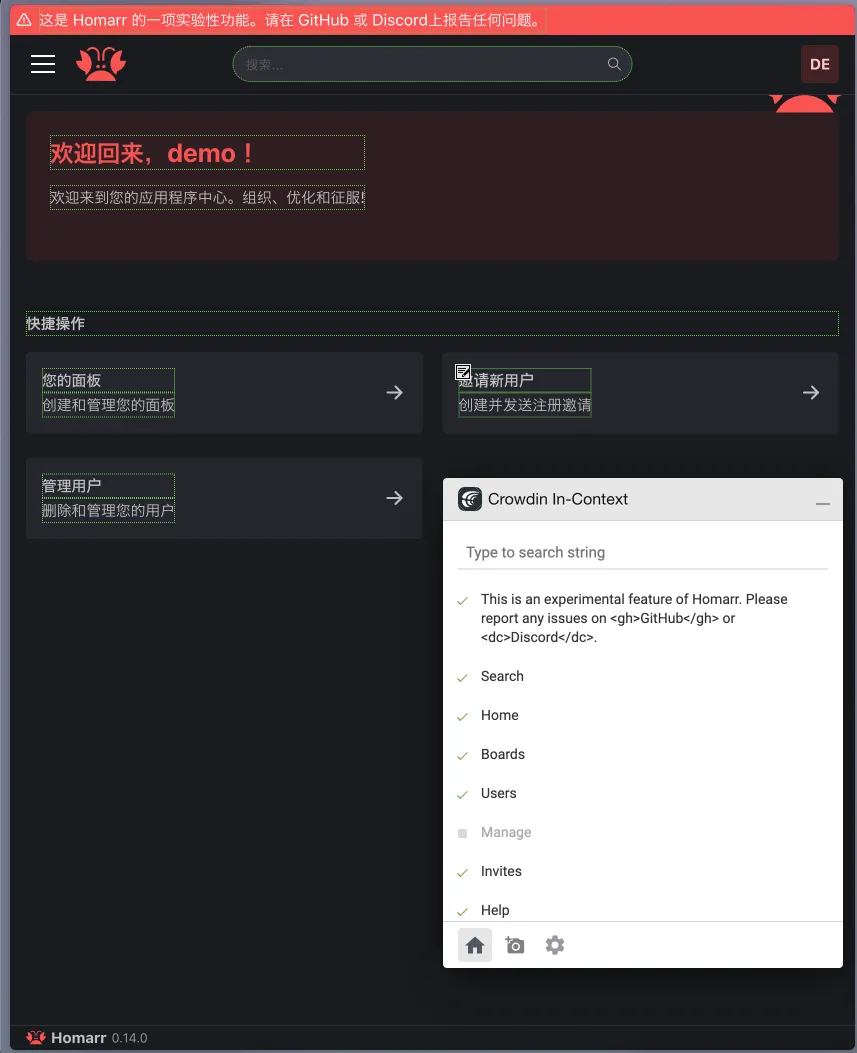 这是 Homarr 的一项实验性功能。请在 GitHub 或 Discord上报告任何问题。
搜索...
DE
欢迎回来，demo！
欢迎来到您的应用程序中心。组织、优化和征服!
快捷操作
您的面板
创建和管理您的面板
邀请新用户
创建并发送注册邀请
管理用户
删除和管理您的用户
Crowdin In-Context
Type to search string
This is an experimental feature of Homarr. Please
report any issues on <gh>GitHub</gh> or
<dc>Discord</dc>.
Search
Home
Boards
Users
Manage
Invites
Help
Homarr 0.14.0